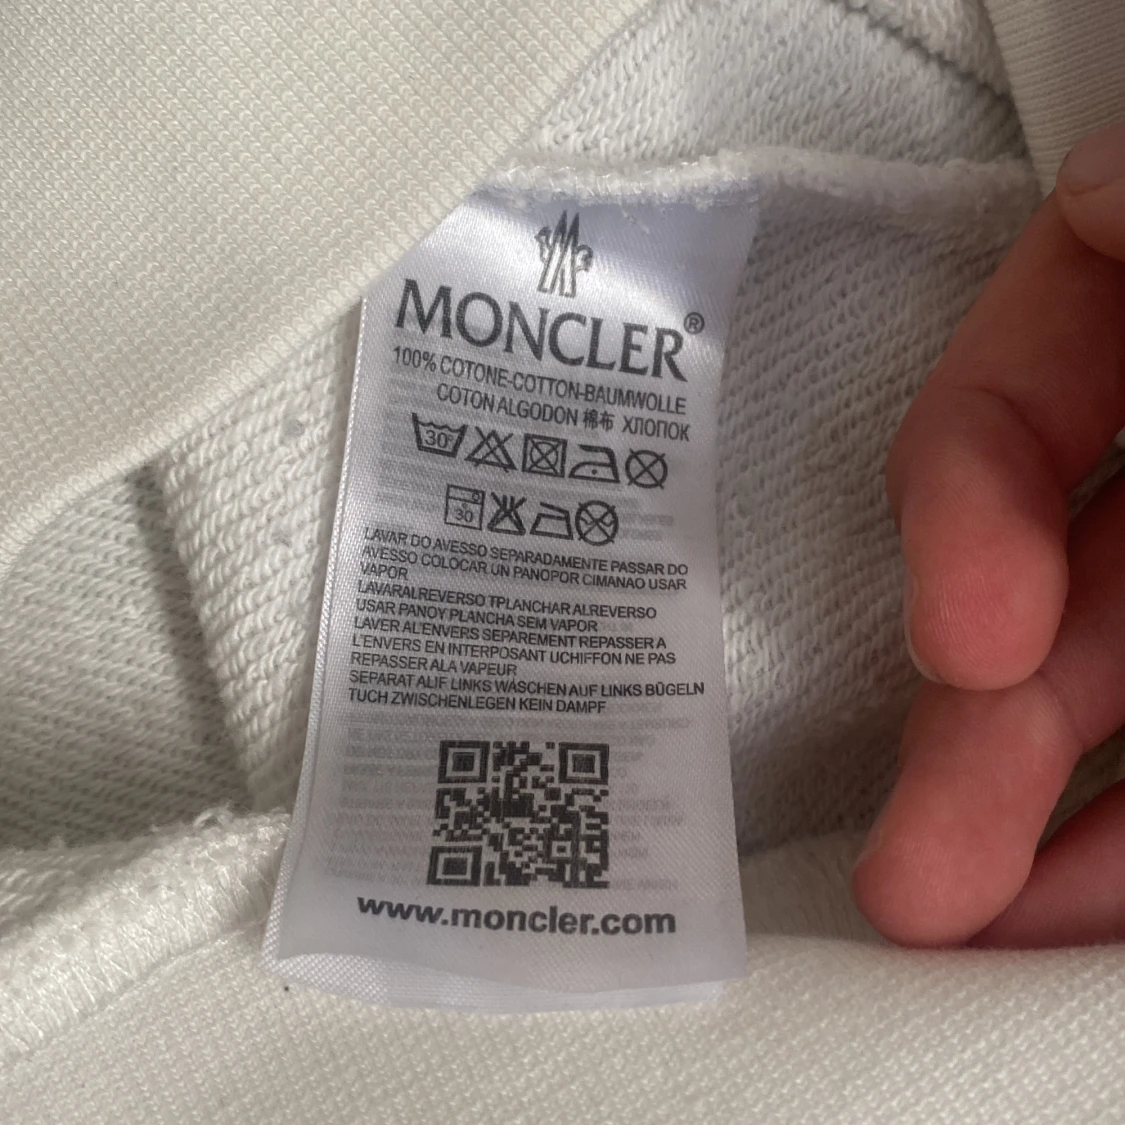 MONCLER®
100% COTONE-COTTON-BAUMWOLLE
COTON ALGODON 棉布 ХЛОПОК
30°
30
LAVAR DO AVESSO SEPARADAMENTE PASSAR DO
AVESSO COLOCAR UN PANOPOR CIMANAO USAR
VAPOR
LAVARALREVERSO TPLANCHAR ALREVERSO
USAR PANOY PLANCHA SEM VAPOR
LAVER AL'ENVERS SEPAREMENT REPASSER A
L'ENVERS EN INTERPOSANT UCHIFFON NE PAS
REPASSER ALA VAPEUR
SEPARAT ALIF LINKS WÄSCHEN AUF LINKS BÜGELN
TUCH ZWISCHENLEGEN KEIN DAMPF
www.moncler.com